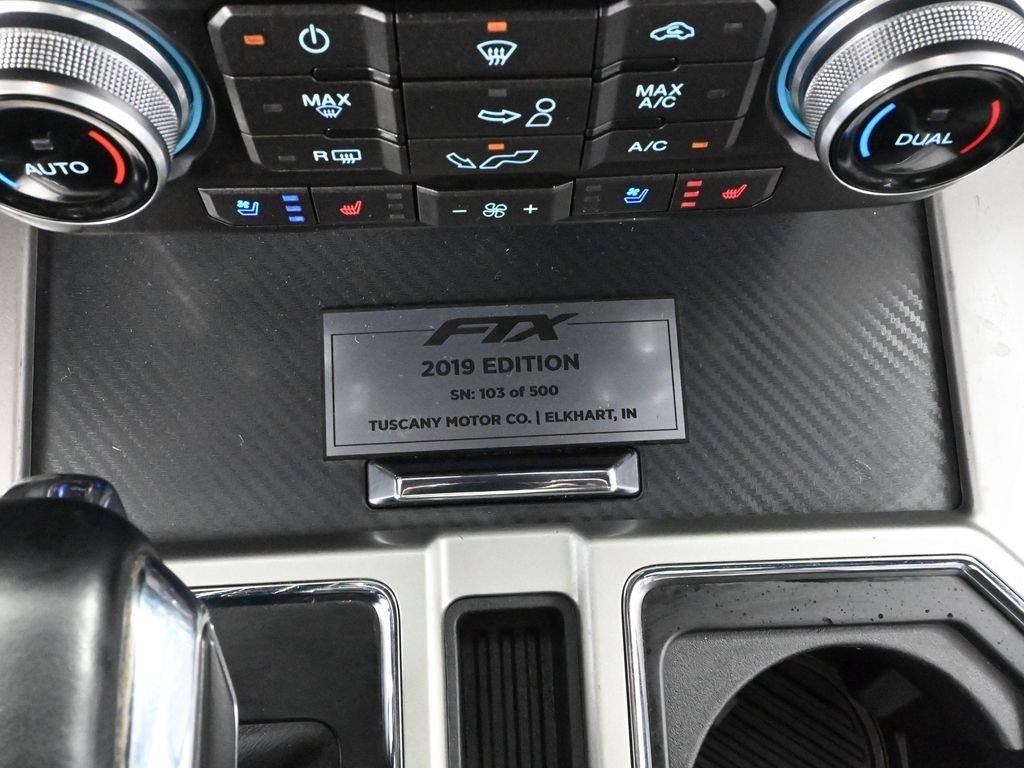 MAX
MAX
A/C
R
A/C
AUTO
DUAL
- +
FTX
2019 EDITION
SN: 103 of 500
TUSCANY MOTOR CO. | ELKHART, IN